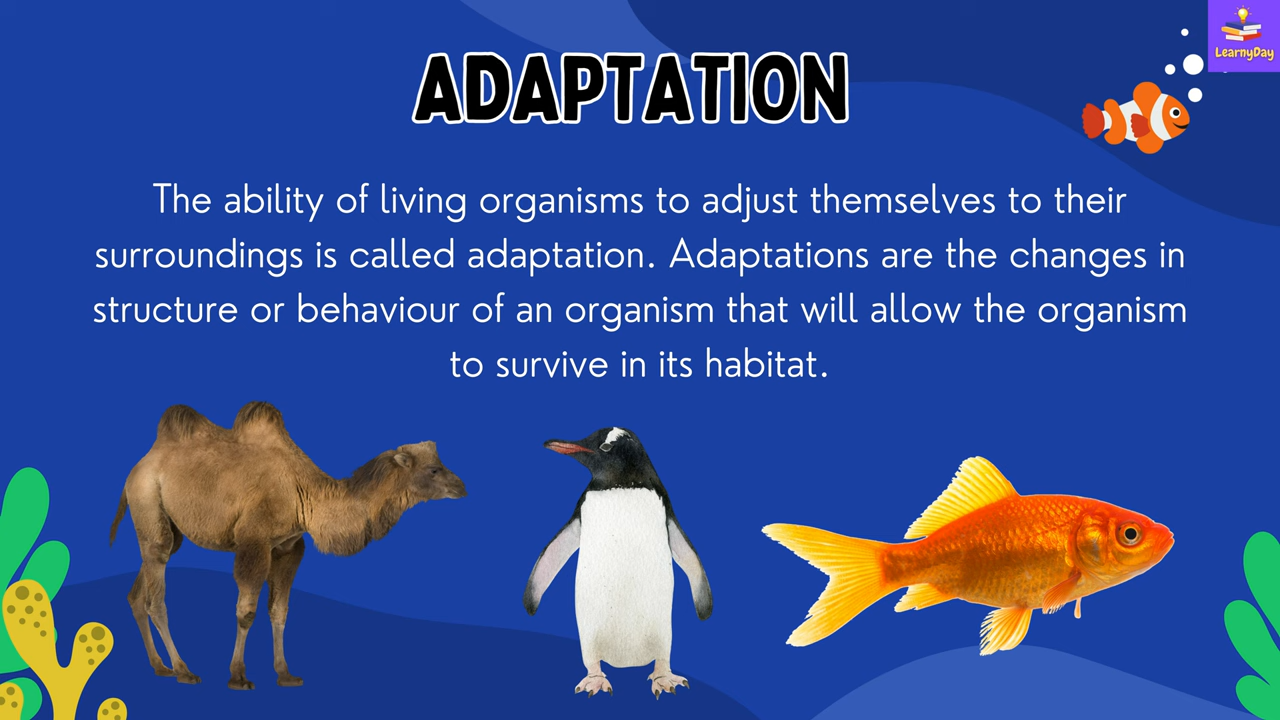 LearnyDay
ADAPTATION
The ability of living organisms to adjust themselves to their
surroundings is called adaptation. Adaptations are the changes in
structure or behaviour of an organism that will allow the organism
to survive in its habitat.